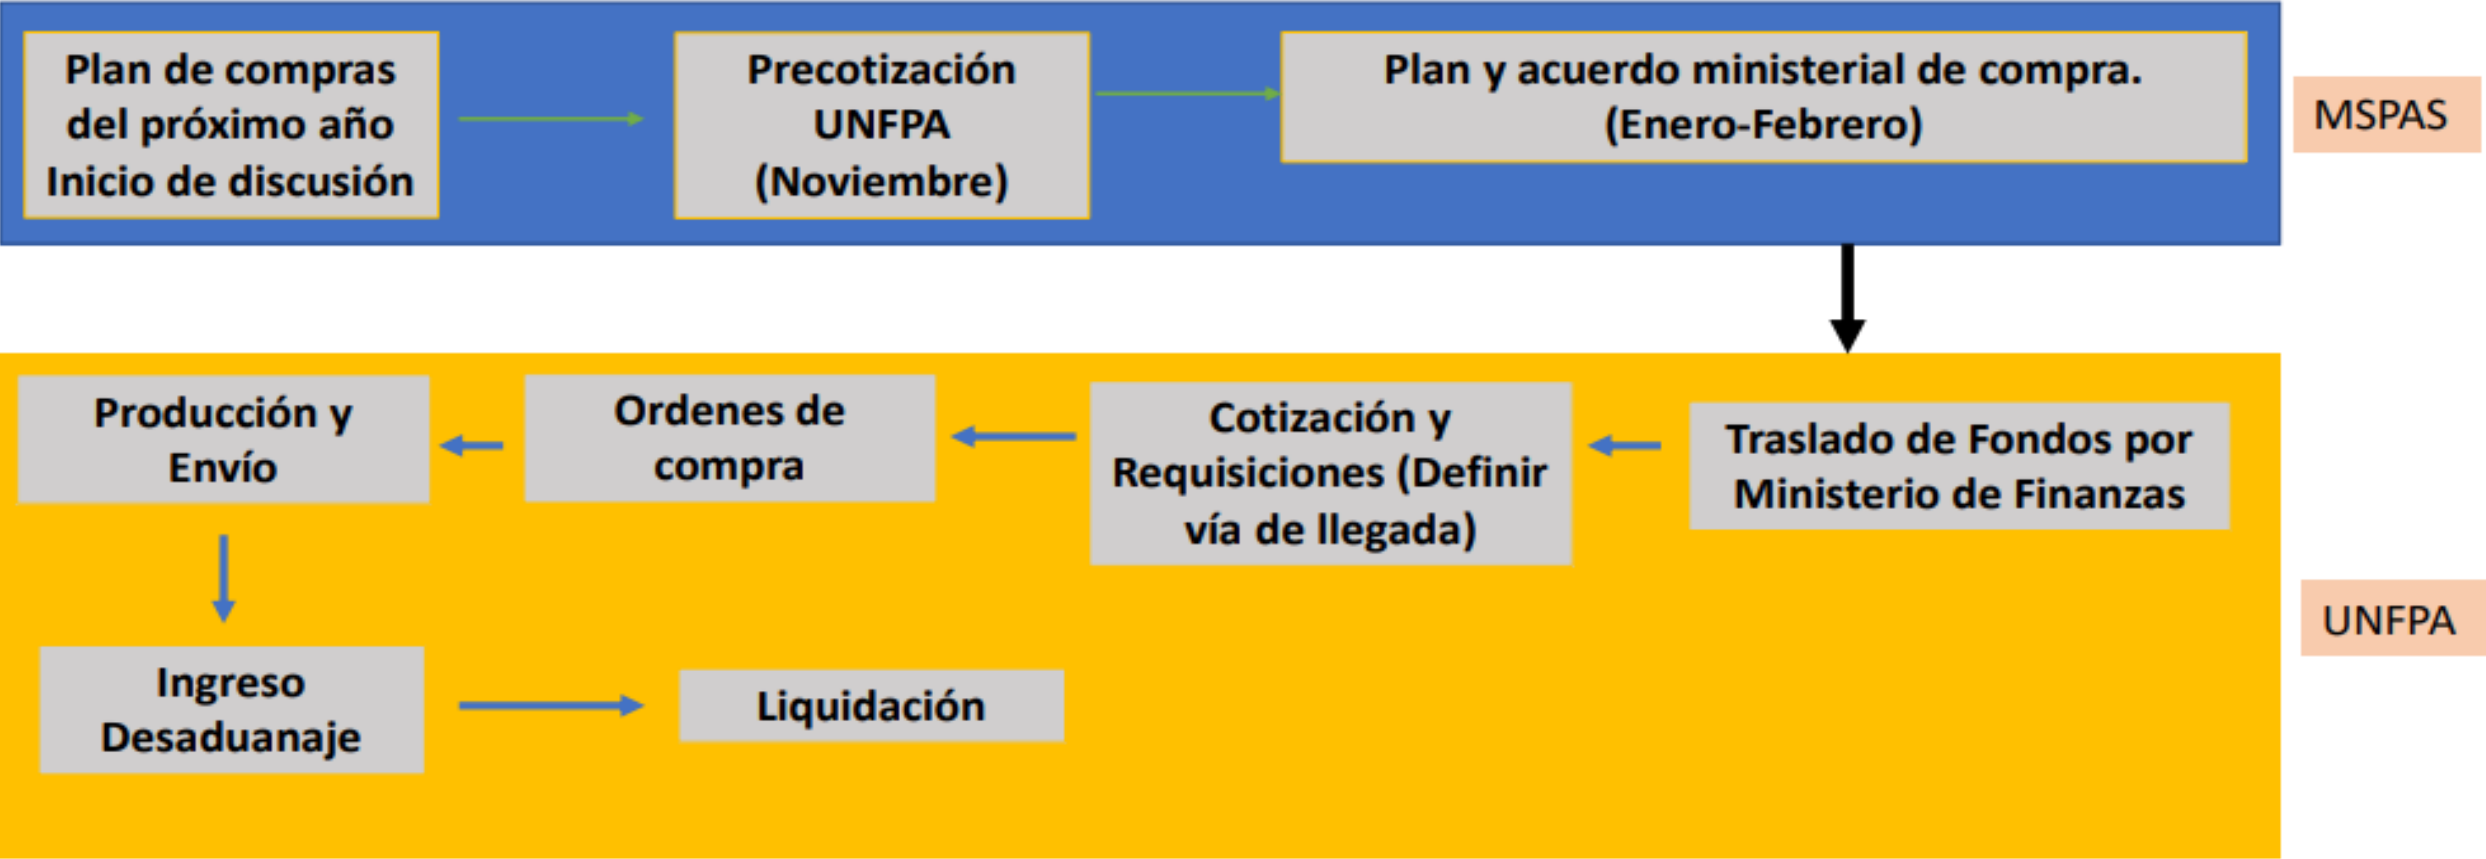 Plan de compras
del próximo año
Inicio de discusión
Precotización
UNFPA
(Noviembre)
Plan y acuerdo ministerial de compra.
(Enero-Febrero)
MSPAS
Traslado de Fondos por
Ministerio de Finanzas
Cotización y
Requisiciones (Definir
vía de llegada)
Ordenes de
compra
Producción y
Envío
Ingreso
Desaduanaje
Liquidación
UNFPA